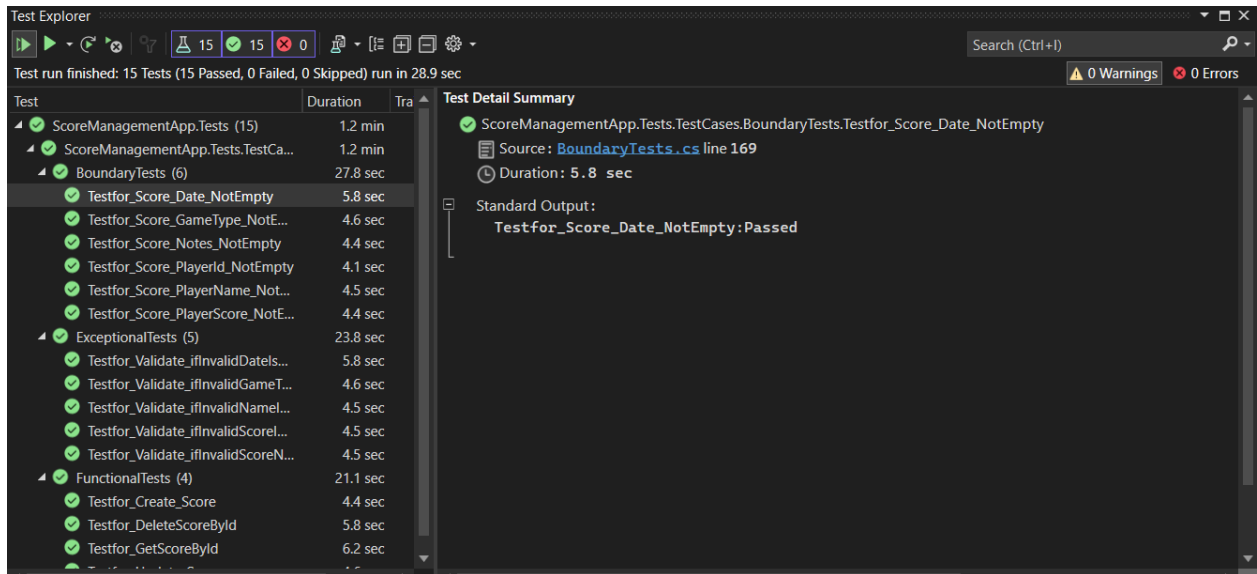 Test Explorer
15 15 0
Search (Ctrl+I)
Test run finished: 15 Tests (15 Passed, 0 Failed, 0 Skipped) run in 28.9 sec
0 Warnings 0 Errors
Test Duration Tra
ScoreManagementApp.Tests (15) 1.2 min
ScoreManagementApp.Tests.TestCa... 1.2 min
BoundaryTests (6) 27.8 sec
Testfor_Score_Date_NotEmpty 5.8 sec
Testfor_Score_GameType_NotE... 4.6 sec
Testfor_Score_Notes_NotEmpty 4.4 sec
Testfor_Score_PlayerId_NotEmpty 4.1 sec
Testfor_Score_PlayerName_Not... 4.5 sec
Testfor_Score_PlayerScore_NotE... 4.4 sec
ExceptionalTests (5) 23.8 sec
Testfor_Validate_ifInvalidDateIs... 5.8 sec
Testfor_Validate_ifInvalidGameT... 4.6 sec
Testfor_Validate_ifInvalidNameI... 4.5 sec
Testfor_Validate_ifInvalidScoreI... 4.5 sec
Testfor_Validate_ifInvalidScoreN... 4.5 sec
FunctionalTests (4) 21.1 sec
Testfor_Create_Score 4.4 sec
Testfor_DeleteScoreById 5.8 sec
Testfor_GetScoreById 6.2 sec
Test Detail Summary
ScoreManagementApp.Tests.TestCases.BoundaryTests.Testfor_Score_Date_NotEmpty
Source: BoundaryTests.cs line 169
Duration: 5.8 sec
Standard Output:
Testfor_Score_Date_NotEmpty:Passed